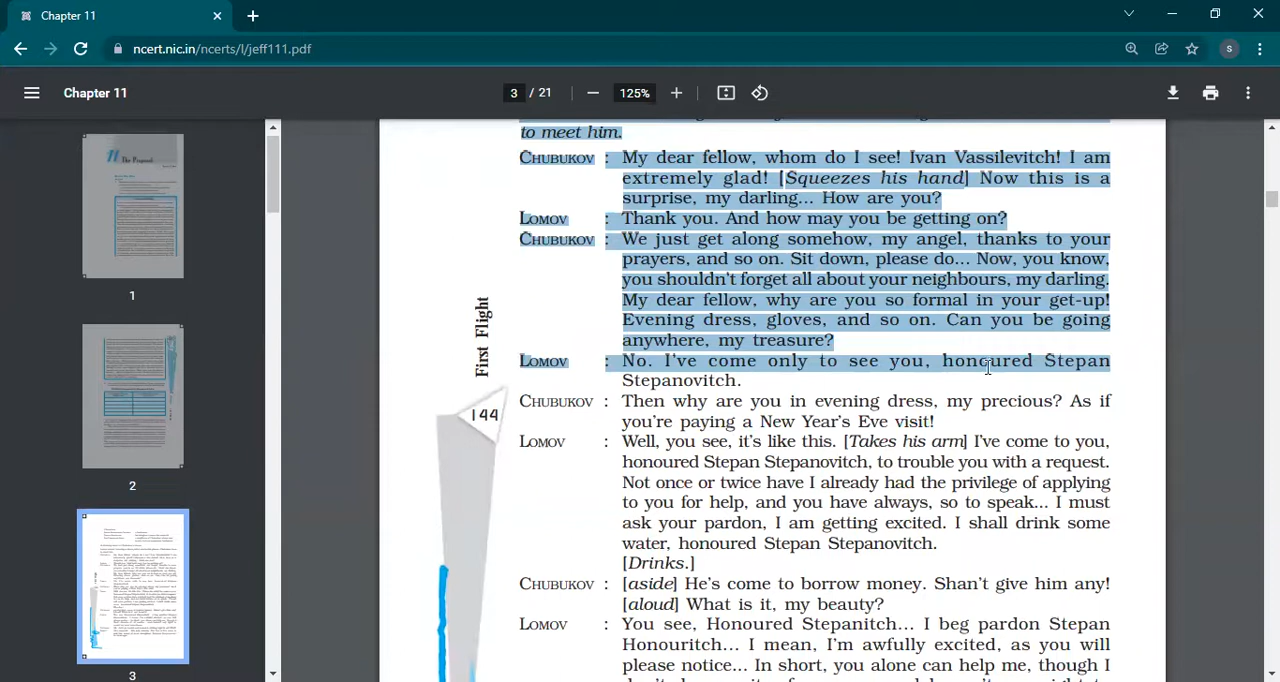 Chapter 11
ncert.nic.in/ncerts/l/jeff111.pdf
S
Chapter 11
3 / 21
125%
11 The Proposal
1
2
3
First Flight
144
to meet him.
CHUBUKOV : My dear fellow, whom do I see! Ivan Vassilevitch! I am
extremely glad! [Squeezes his hand] Now this is a
surprise, my darling... How are you?
LOMOV : Thank you. And how may you be getting on?
CHUBUKOV : We just get along somehow, my angel, thanks to your
prayers, and so on. Sit down, please do... Now, you know,
you shouldn't forget all about your neighbours, my darling.
My dear fellow, why are you so formal in your get-up!
Evening dress, gloves, and so on. Can you be going
anywhere, my treasure?
LOMOV : No. I've come only to see you, honoured Stepan
Stepanovitch.
CHUBUKOV : Then why are you in evening dress, my precious? As if
you're paying a New Year's Eve visit!
LOMOV : Well, you see, it's like this. [Takes his arm] I've come to you,
honoured Stepan Stepanovitch, to trouble you with a request.
Not once or twice have I already had the privilege of applying
to you for help, and you have always, so to speak... I must
ask your pardon, I am getting excited. I shall drink some
water, honoured Stepan Stepanovitch.
[Drinks.]
CHUBUKOV : [aside] He's come to borrow money. Shan't give him any!
[aloud] What is it, my beauty?
LOMOV : You see, Honoured Stepanitch... I beg pardon Stepan
Honouritch... I mean, I'm awfully excited, as you will
please notice... In short, you alone can help me, though I